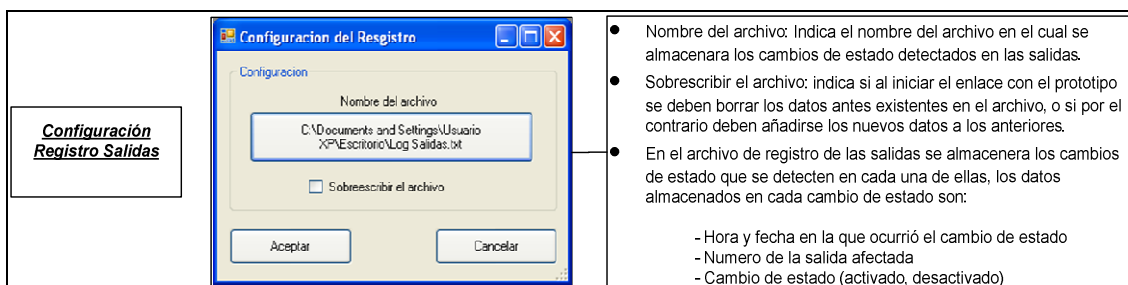 Configuración
Registro Salidas
Configuracion del Resgistro
Configuracion
Nombre del archivo
C:\Documents and Settings\Usuario
XP\Escritorio\Log Salidas.txt
Sobreescribir el archivo
Aceptar
Cancelar
● Nombre del archivo: Indica el nombre del archivo en el cual se
almacenara los cambios de estado detectados en las salidas.
● Sobrescribir el archivo: indica si al iniciar el enlace con el prototipo
se deben borrar los datos antes existentes en el archivo, o si por el
contrario deben añadirse los nuevos datos a los anteriores.
● En el archivo de registro de las salidas se almacenera los cambios
de estado que se detecten en cada una de ellas, los datos
almacenados en cada cambio de estado son:
- Hora y fecha en la que ocurrió el cambio de estado
- Numero de la salida afectada
- Cambio de estado (activado, desactivado)